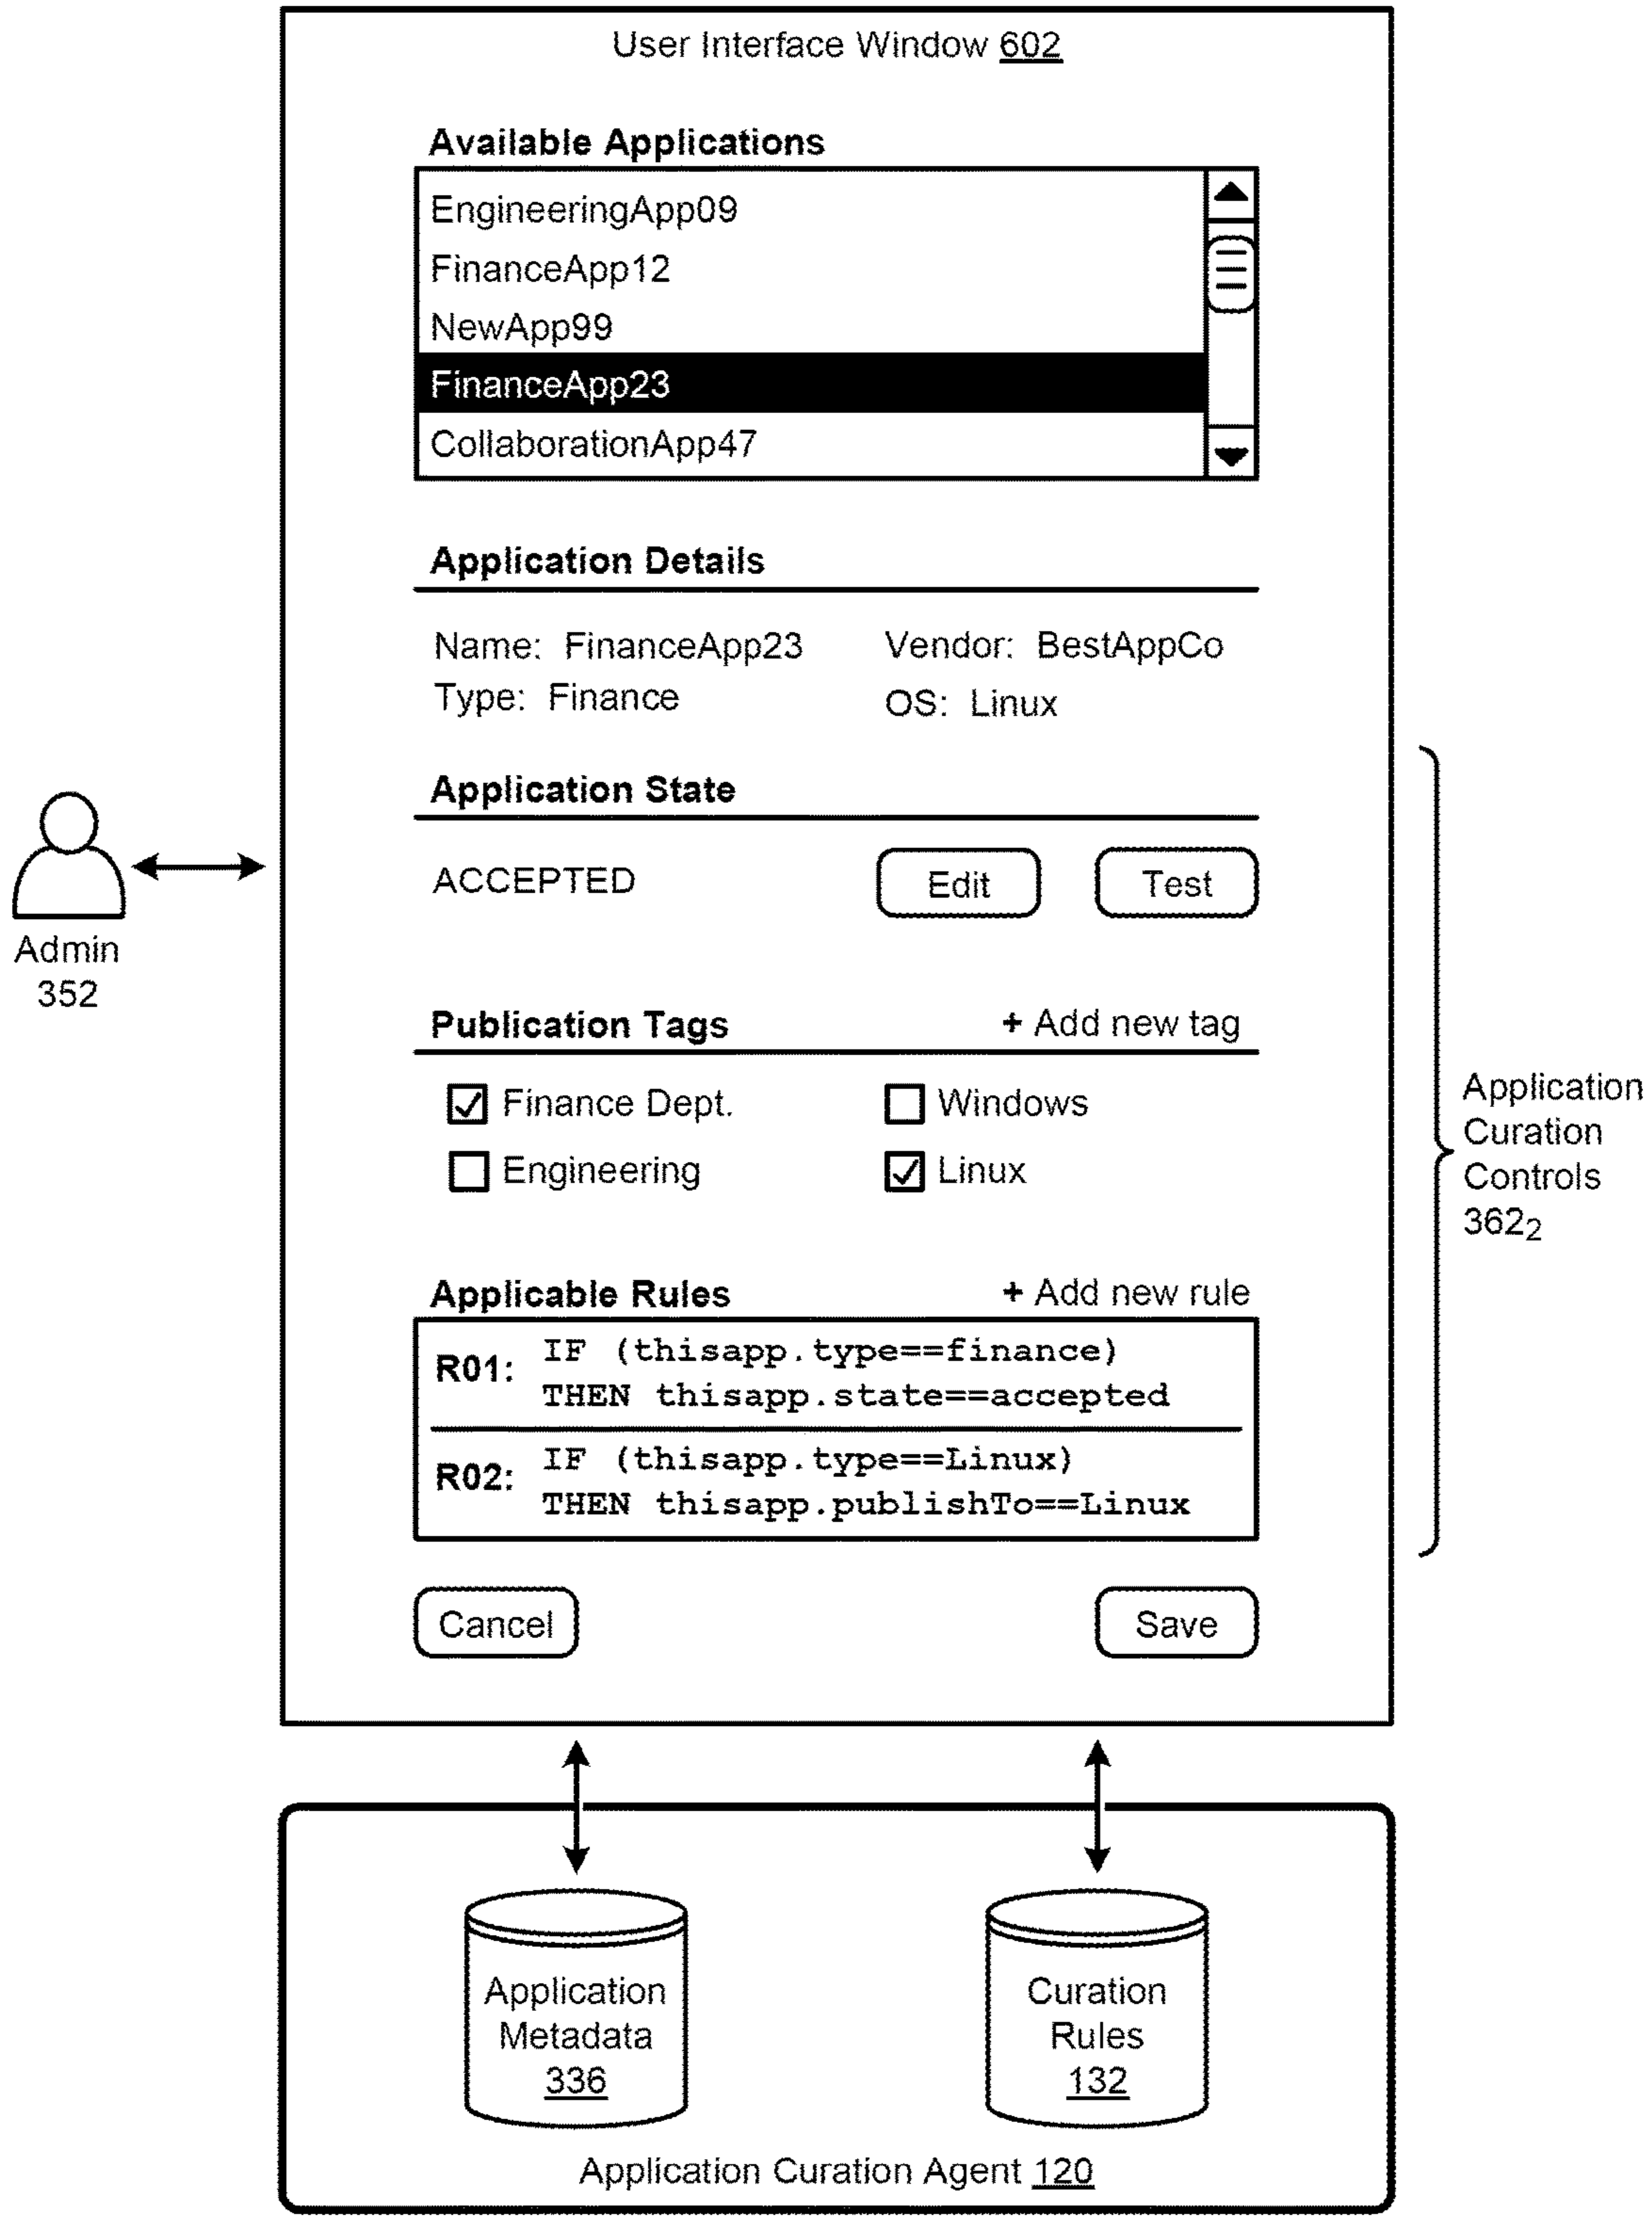 User Interface Window 602
Available Applications
EngineeringApp09
FinanceApp12
NewApp99
FinanceApp23
CollaborationApp47
Application Details
Name: FinanceApp23 Vendor: BestAppCo
Type: Finance OS: Linux
Application State
ACCEPTED Edit Test
Admin
352
Publication Tags + Add new tag
Finance Dept. Windows
Engineering Linux
Application
Curation
Controls
362₂
Applicable Rules + Add new rule
R01: IF (thisapp.type==finance)
THEN thisapp.state==accepted
R02: IF (thisapp.type==Linux)
THEN thisapp.publishTo==Linux
Cancel Save
Application
Metadata
336
Curation
Rules
132
Application Curation Agent 120